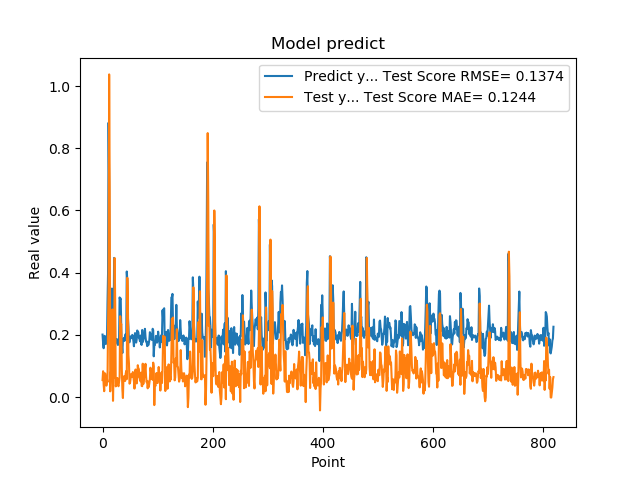 Model predict
Predict y... Test Score RMSE= 0.1374
Test y... Test Score MAE= 0.1244
1.0
0.8
0.6
0.4
0.2
0.0
Real value
0 200 400 600 800
Point